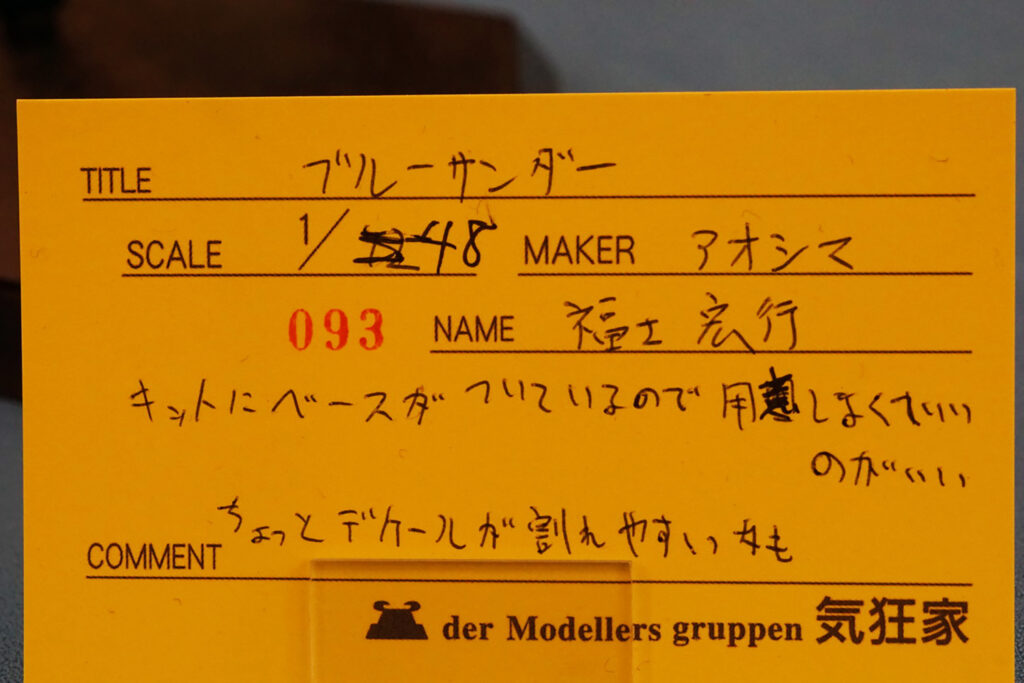 TITLE ブルーサンダー
SCALE 1/48 MAKER アオシマ
093 NAME 福士 宏行
キットにベースがついているので用意しなくていい
のがいい
ちょっとデケールが割れやすいかも
COMMENT
der Modellers gruppen 気狂家